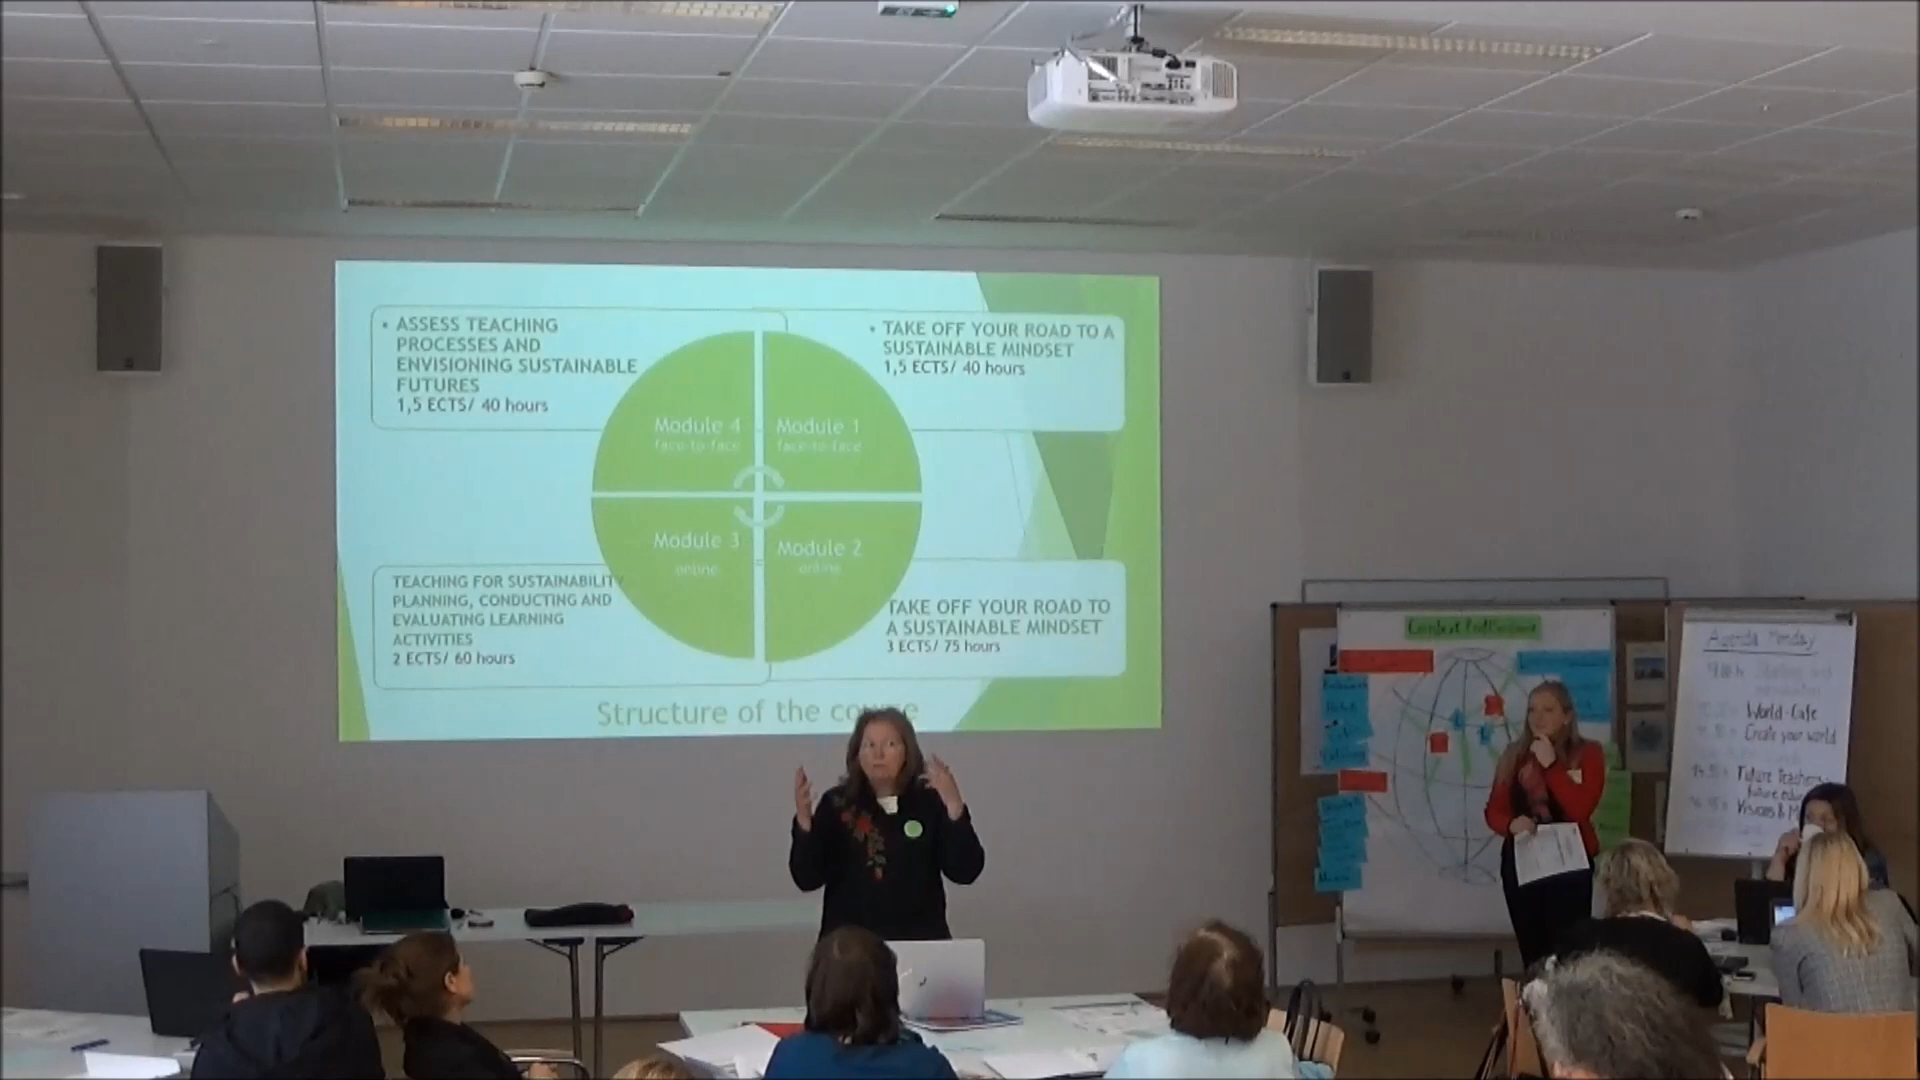 • ASSESS TEACHING
PROCESSES AND
ENVISIONING SUSTAINABLE
FUTURES
1,5 ECTS/ 40 hours
• TAKE OFF YOUR ROAD TO A
SUSTAINABLE MINDSET
1,5 ECTS/ 40 hours
Module 4
face-to-face
Module 1
face-to-face
Module 3
online
Module 2
online
TEACHING FOR SUSTAINABILITY
PLANNING, CONDUCTING AND
EVALUATING LEARNING
ACTIVITIES
2 ECTS/ 60 hours
TAKE OFF YOUR ROAD TO
A SUSTAINABLE MINDSET
3 ECTS/ 75 hours
Structure of the
Agenda Monday
World-Cafe
Create your world
Future Teachers-
future
Visions &